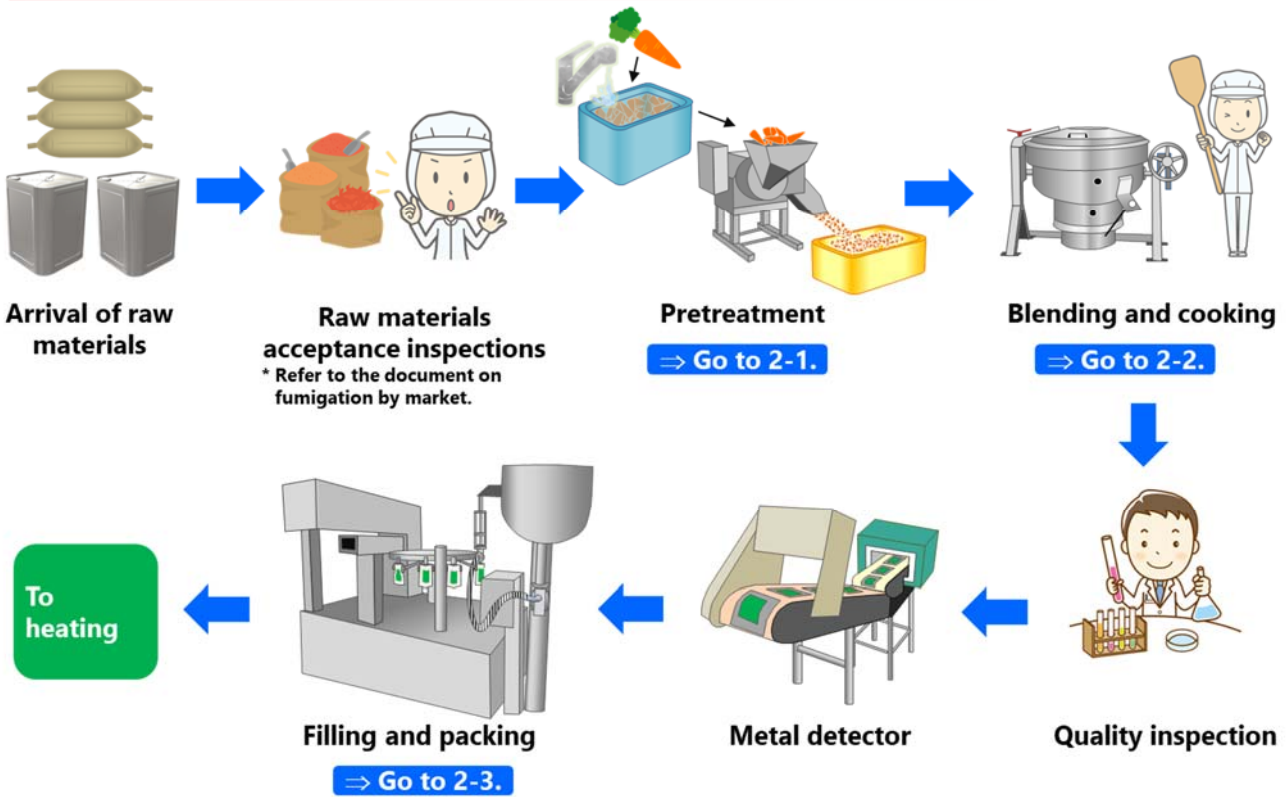 Arrival of raw
materials
Raw materials
acceptance inspections
* Refer to the document on
fumigation by market.
Pretreatment
⇒ Go to 2-1.
Blending and cooking
⇒ Go to 2-2.
Quality inspection
Metal detector
Filling and packing
⇒ Go to 2-3.
To
heating